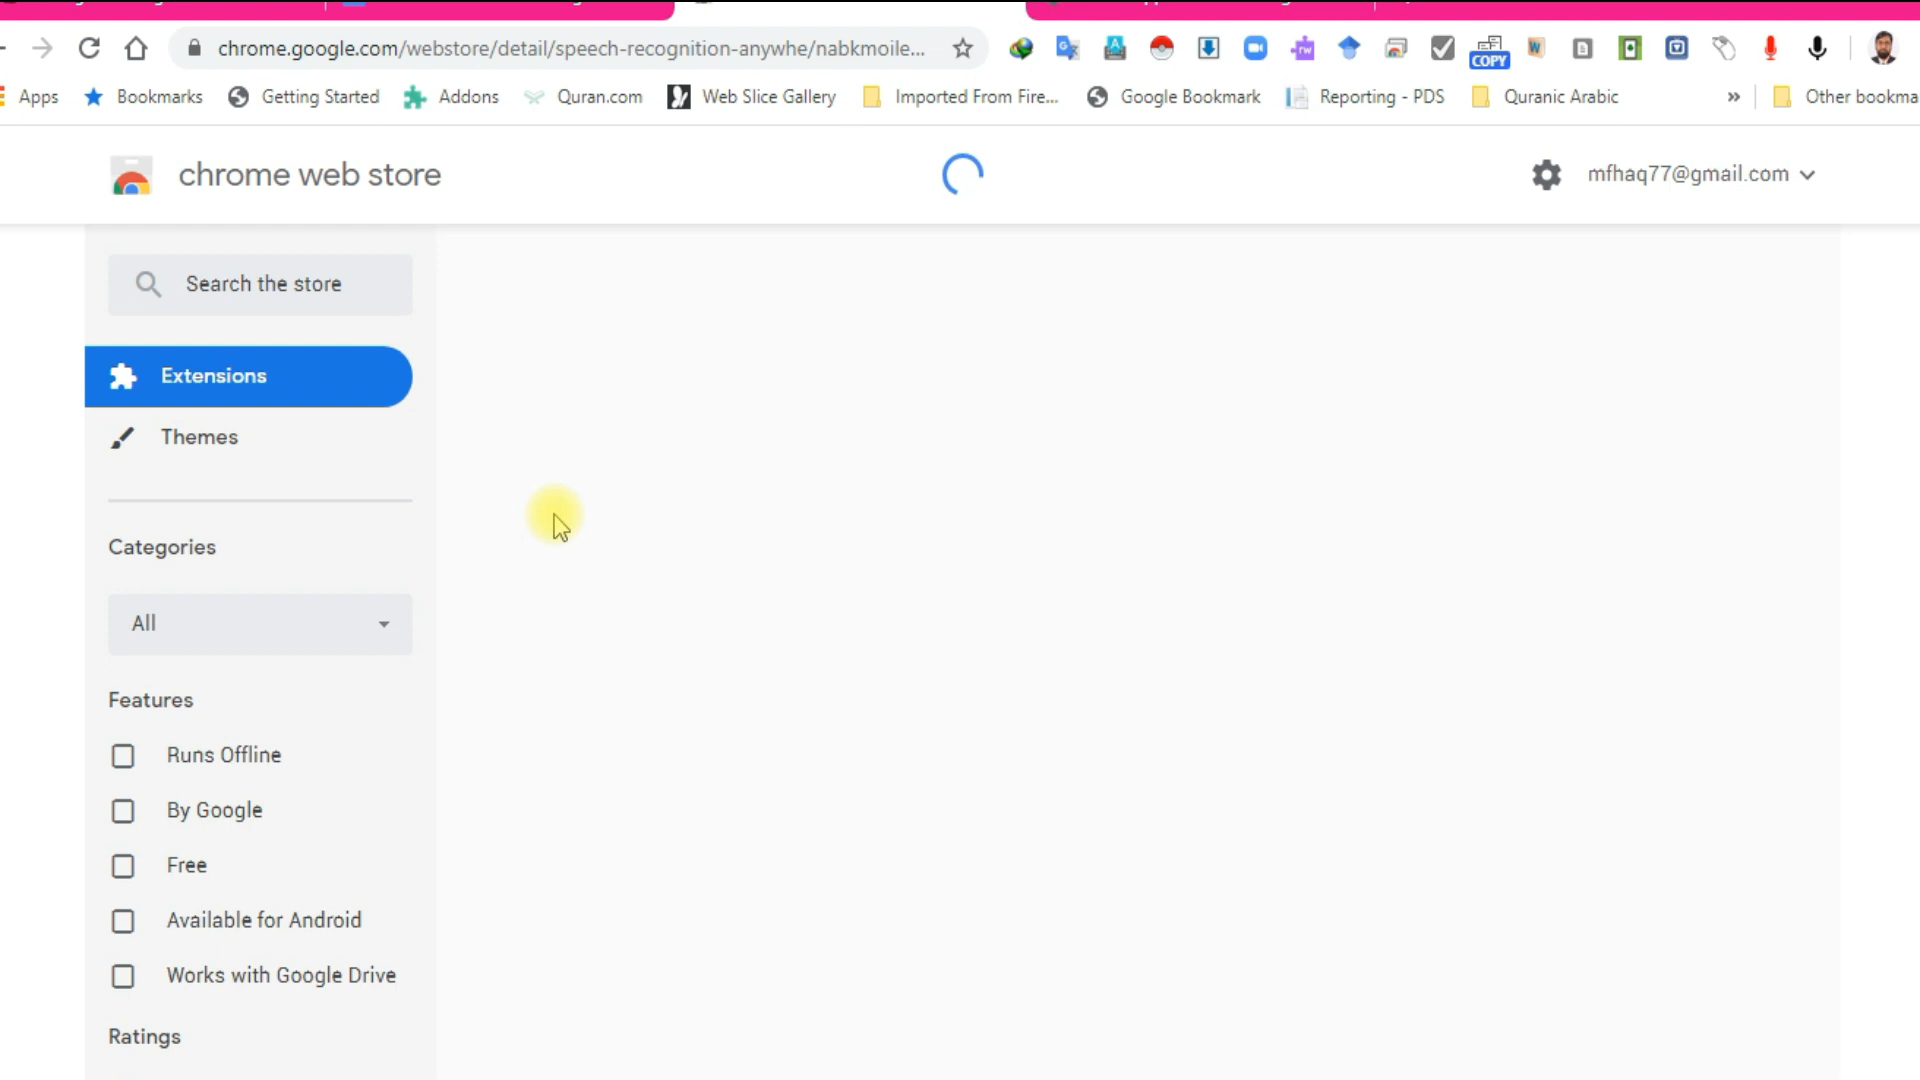 chrome.google.com/webstore/detail/speech-recognition-anywhe/nabkmoile...
COPY
Apps Bookmarks Getting Started Addons Quran.com Web Slice Gallery Imported From Fire... Google Bookmark Reporting - PDS Quranic Arabic » Other bookma
chrome web store
mfhaq77@gmail.com
Search the store
Extensions
Themes
Categories
All
Features
Runs Offline
By Google
Free
Available for Android
Works with Google Drive
Ratings